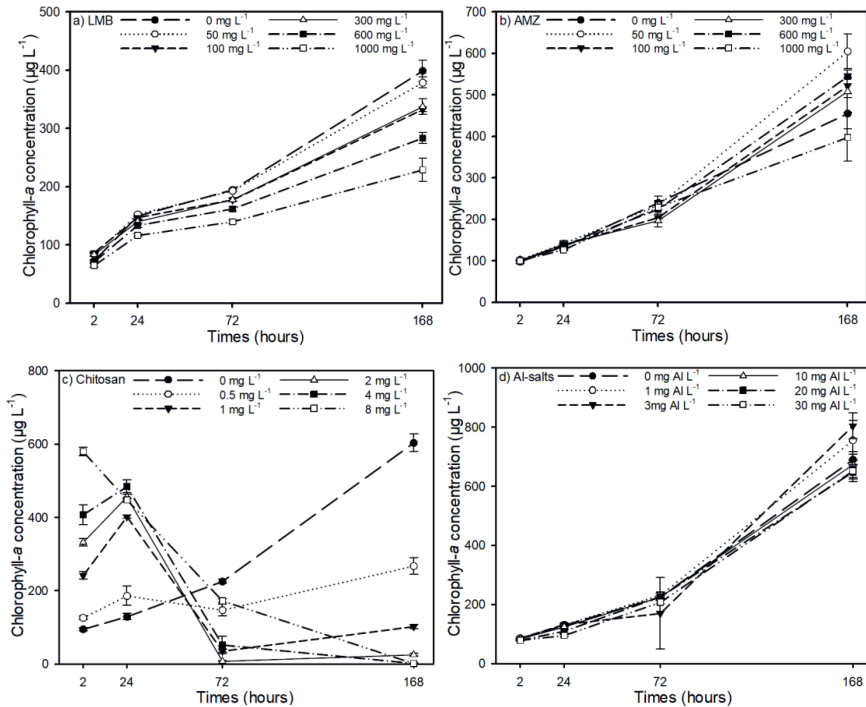 a) LMB
0 mg L⁻¹ 300 mg L⁻¹
50 mg L⁻¹ 600 mg L⁻¹
100 mg L⁻¹ 1000 mg L⁻¹
Chlorophyll-a concentration (µg L⁻¹)
500
400
300
200
100
0
2 24 72 168
Times (hours)
b) AMZ
0 mg L⁻¹ 300 mg L⁻¹
50 mg L⁻¹ 600 mg L⁻¹
100 mg L⁻¹ 1000 mg L⁻¹
Chlorophyll-a concentration (µg L⁻¹)
700
600
500
400
300
200
100
0
2 24 72 168
Times (hours)
c) Chitosan
0 mg L⁻¹ 2 mg L⁻¹
0.5 mg L⁻¹ 4 mg L⁻¹
1 mg L⁻¹ 8 mg L⁻¹
Chlorophyll-a concentration (µg L⁻¹)
800
600
400
200
0
2 24 72 168
Times (hours)
d) Al-salts
0 mg Al L⁻¹ 10 mg Al L⁻¹
1 mg Al L⁻¹ 20 mg Al L⁻¹
3mg Al L⁻¹ 30 mg Al L⁻¹
Chlorophyll-a concentration (µg L⁻¹)
1000
800
600
400
200
0
2 24 72 168
Times (hours)